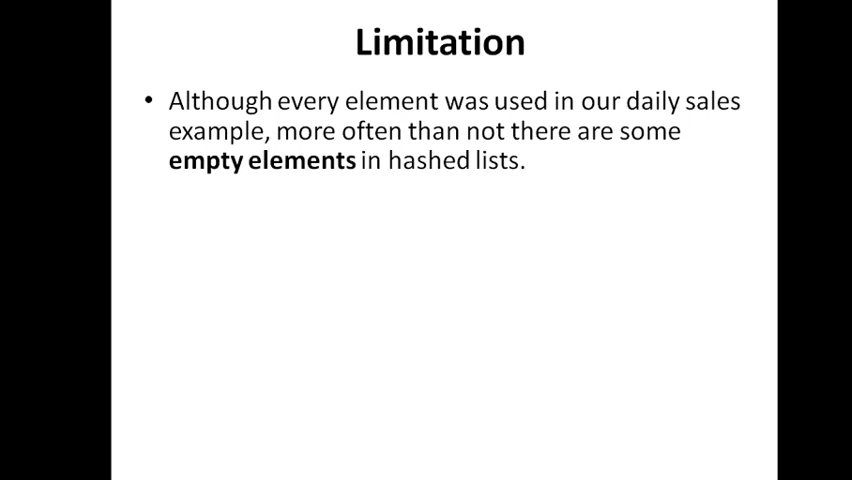 Limitation
• Although every element was used in our daily sales
example, more often than not there are some
empty elements in hashed lists.